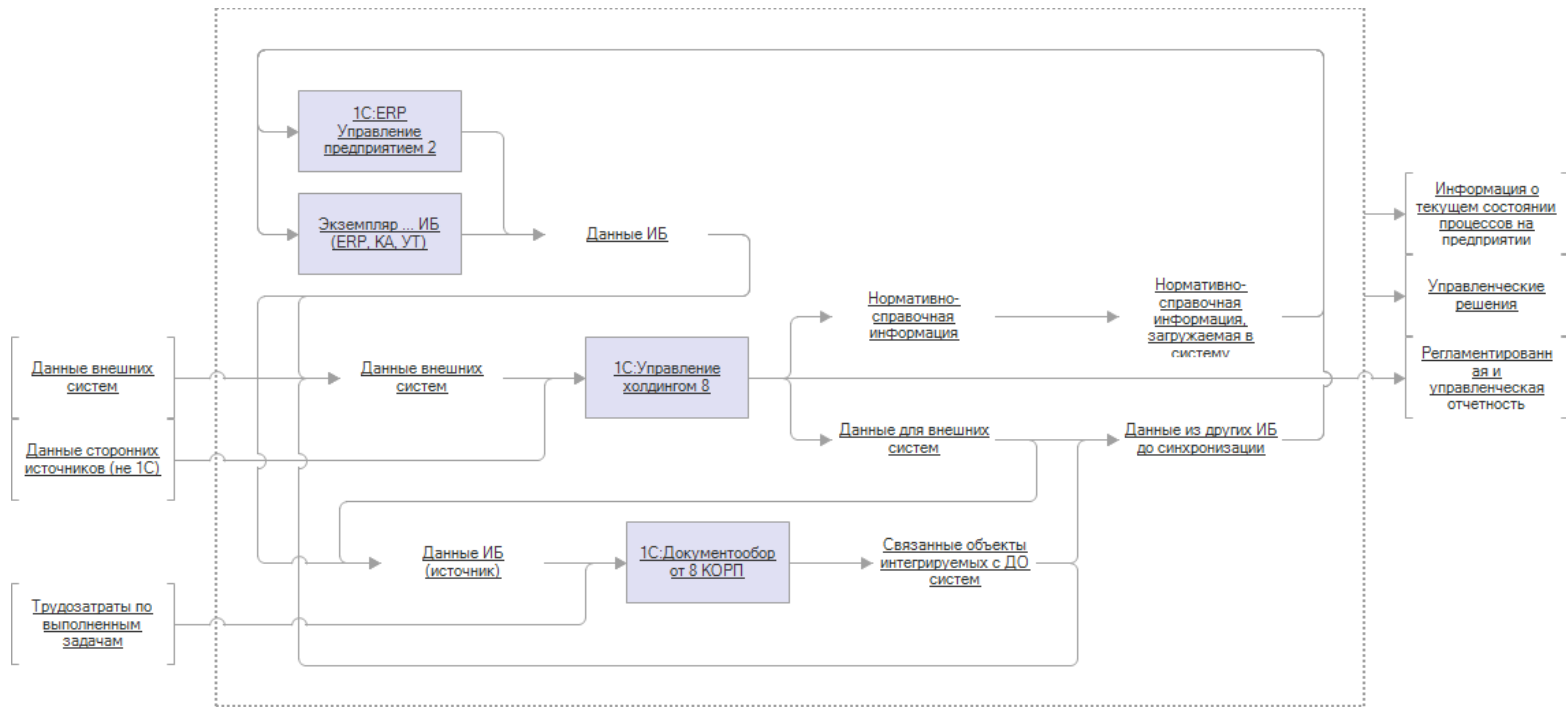 1С:ERP
Управление
предприятием 2
Экземпляр ... ИБ
(ERP, КА, УТ)
Данные ИБ
Данные внешних
систем
Данные сторонних
источников (не 1С)
Трудозатраты по
выполненным
задачам
Данные внешних
систем
1С:Управление
холдингом 8
Нормативно-
справочная
информация
Нормативно-
справочная
информация,
загружаемая в
систему
Данные для внешних
систем
Данные из других ИБ
до синхронизации
Данные ИБ
(источник)
1С:Документообор
от 8 КОРП
Связанные объекты
интегрируемых с ДО
систем
Информация о
текущем состоянии
процессов на
предприятии
Управленческие
решения
Регламентированн
ая и
управленческая
отчетность